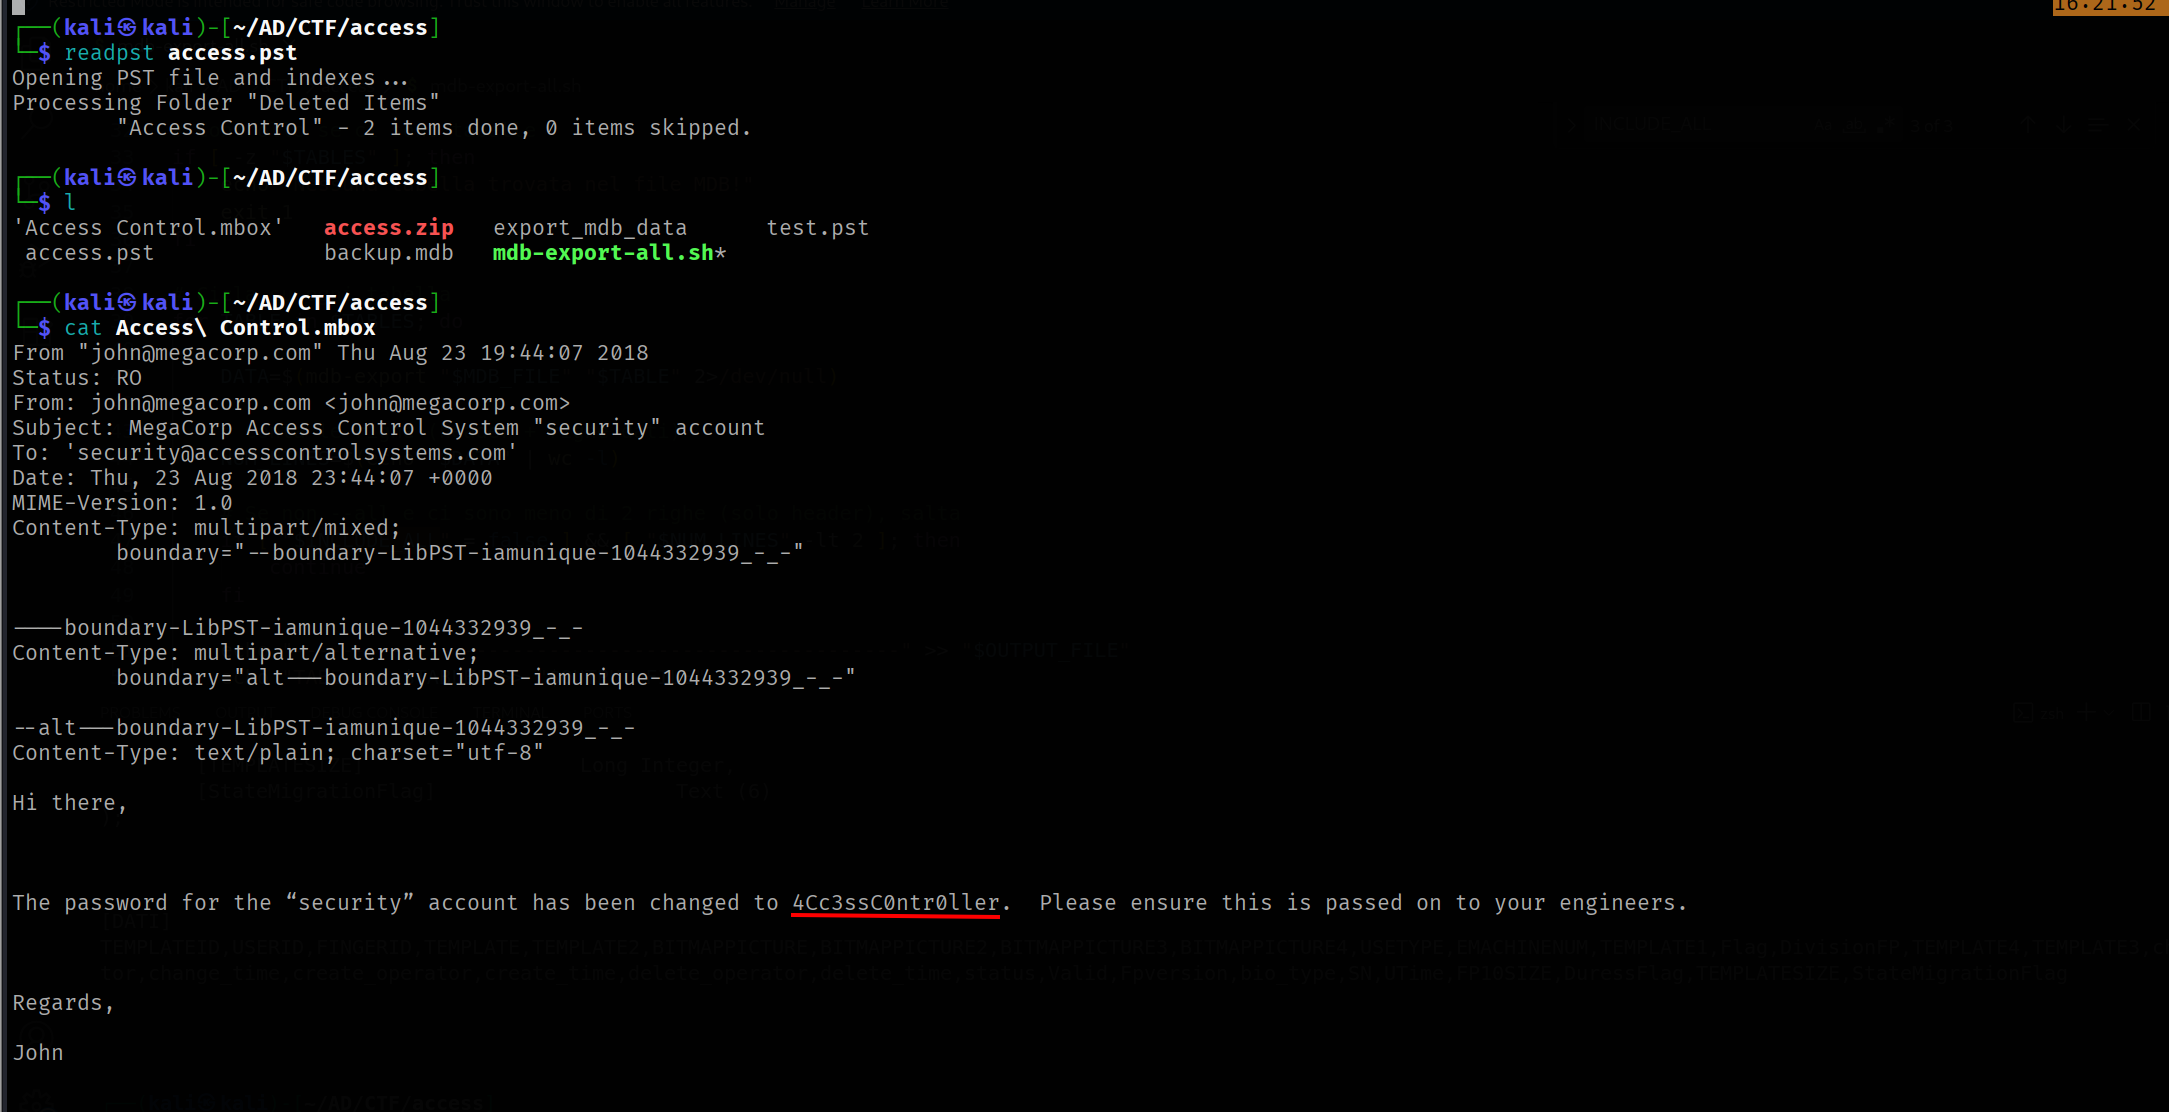 16:21:52
┌──(kali㉿kali)-[~/AD/CTF/access]
└─$ readpst access.pst
Opening PST file and indexes...
Processing Folder "Deleted Items"
"Access Control" - 2 items done, 0 items skipped.
┌──(kali㉿kali)-[~/AD/CTF/access]
└─$ l
'Access Control.mbox' access.zip export_mdb_data test.pst
access.pst backup.mdb mdb-export-all.sh*
┌──(kali㉿kali)-[~/AD/CTF/access]
└─$ cat Access\ Control.mbox
From "john@megacorp.com" Thu Aug 23 19:44:07 2018
Status: RO
From: john@megacorp.com <john@megacorp.com>
Subject: MegaCorp Access Control System "security" account
To: 'security@accesscontrolsystems.com'
Date: Thu, 23 Aug 2018 23:44:07 +0000
MIME-Version: 1.0
Content-Type: multipart/mixed;
boundary="--boundary-LibPST-iamunique-1044332939_-_-"
----boundary-LibPST-iamunique-1044332939_-_-
Content-Type: multipart/alternative;
boundary="alt---boundary-LibPST-iamunique-1044332939_-_-"
--alt---boundary-LibPST-iamunique-1044332939_-_-
Content-Type: text/plain; charset="utf-8"
Hi there,
The password for the “security” account has been changed to 4Cc3ssC0ntr0ller.  Please ensure this is passed on to your engineers.
Regards,
John